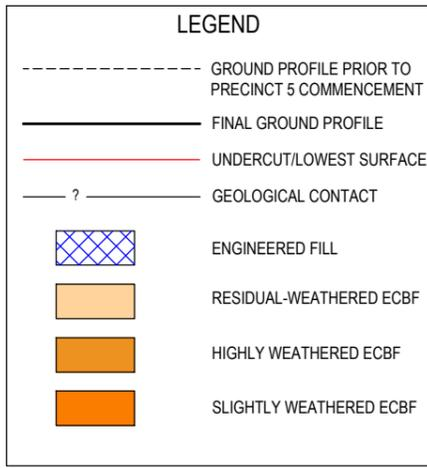 LEGEND
GROUND PROFILE PRIOR TO
PRECINCT 5 COMMENCEMENT
FINAL GROUND PROFILE
UNDERCUT/LOWEST SURFACE
?
GEOLOGICAL CONTACT
ENGINEERED FILL
RESIDUAL-WEATHERED ECBF
HIGHLY WEATHERED ECBF
SLIGHTLY WEATHERED ECBF